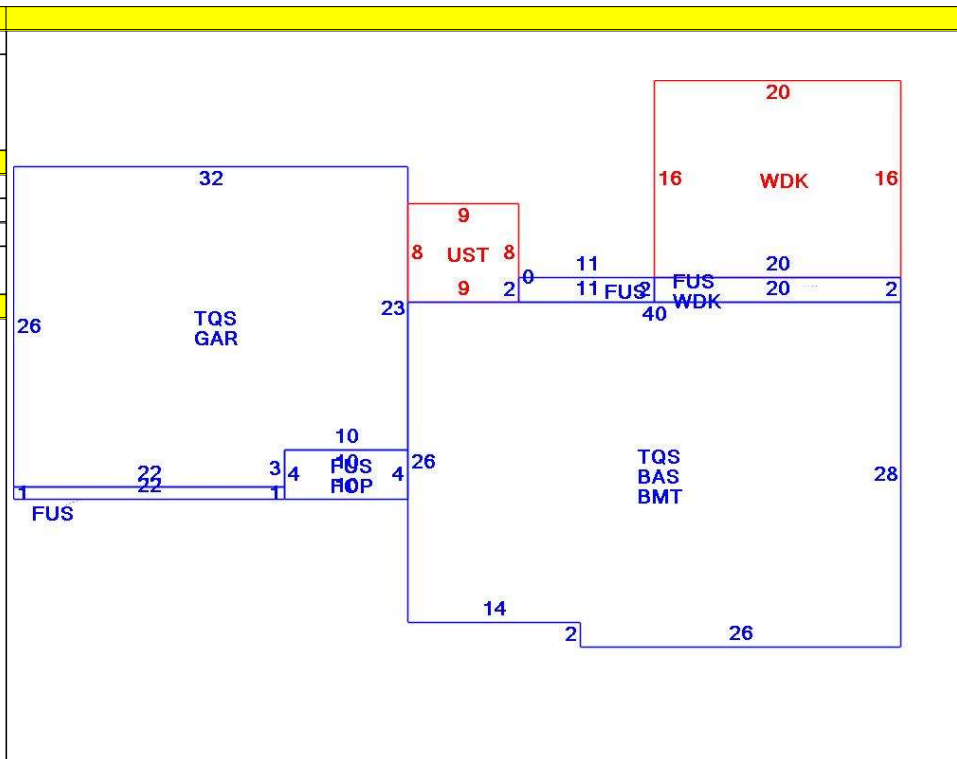 20
32
16 WDK 16
9
8 UST 8
11 20
0
9 2 11 FUS 2 FUS 20 2
WDK
23
40
26 TQS
GAR
10
22 3 4 10 4 26
FUS
TQS
BAS 28
BMT
22
1 1 FOP
FUS
14
2 26